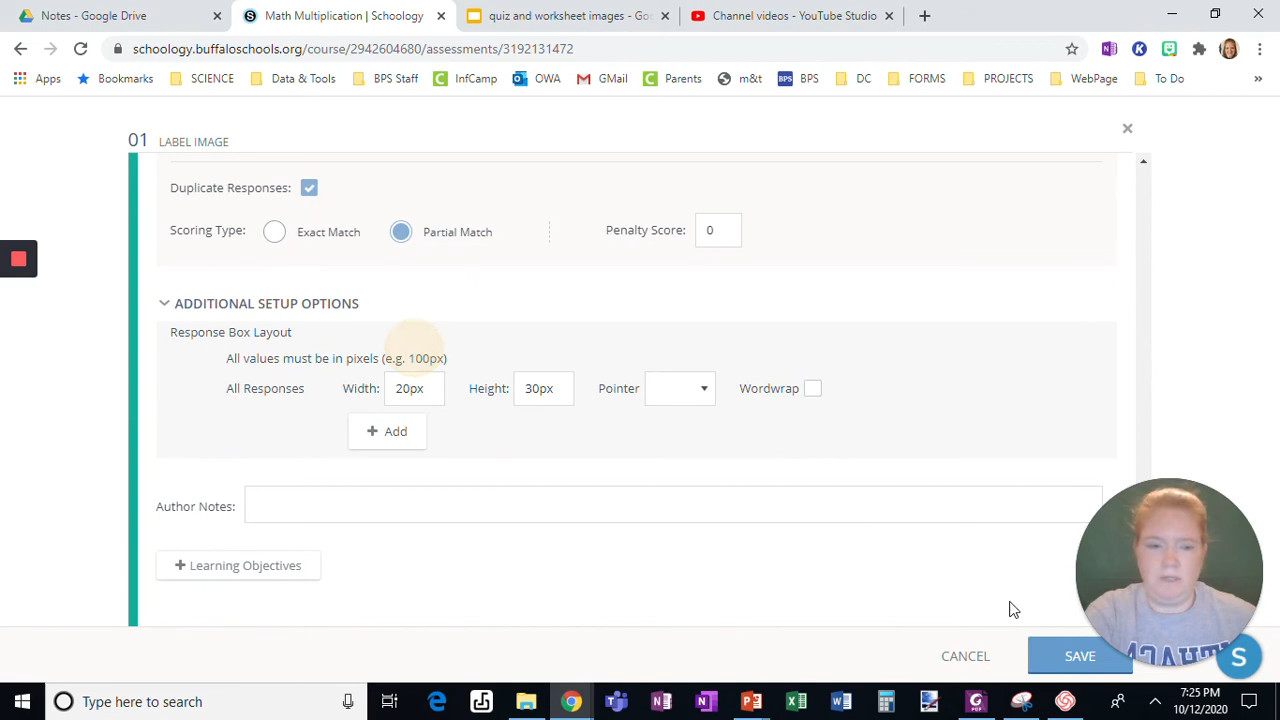 Notes - Google Drive
Math Multiplication | Schoology
quiz and worksheet images - Goo
Channel videos - YouTube Studio
schoology.buffaloschools.org/course/2942604680/assessments/3192131472
Apps
Bookmarks
SCIENCE
Data & Tools
BPS Staff
InfCamp
OWA
GMail
Parents
m&t
BPS
DC
FORMS
PROJECTS
WebPage
To Do
01 LABEL IMAGE
Duplicate Responses:
Scoring Type: Exact Match Partial Match Penalty Score: 0
ADDITIONAL SETUP OPTIONS
Response Box Layout
All values must be in pixels (e.g. 100px)
All Responses Width: 20px Height: 30px Pointer Wordwrap
+ Add
Author Notes:
+ Learning Objectives
CANCEL
SAVE
S
Type here to search
7:25 PM
10/12/2020